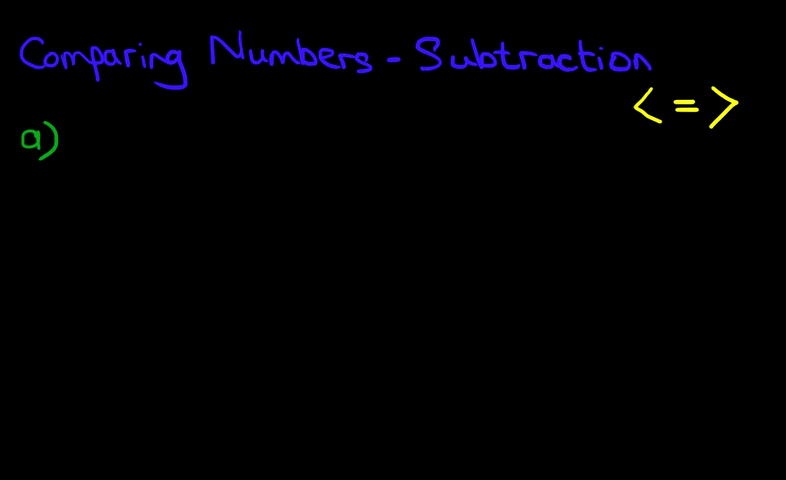 Comparing Numbers - Subtraction
< = >
a)